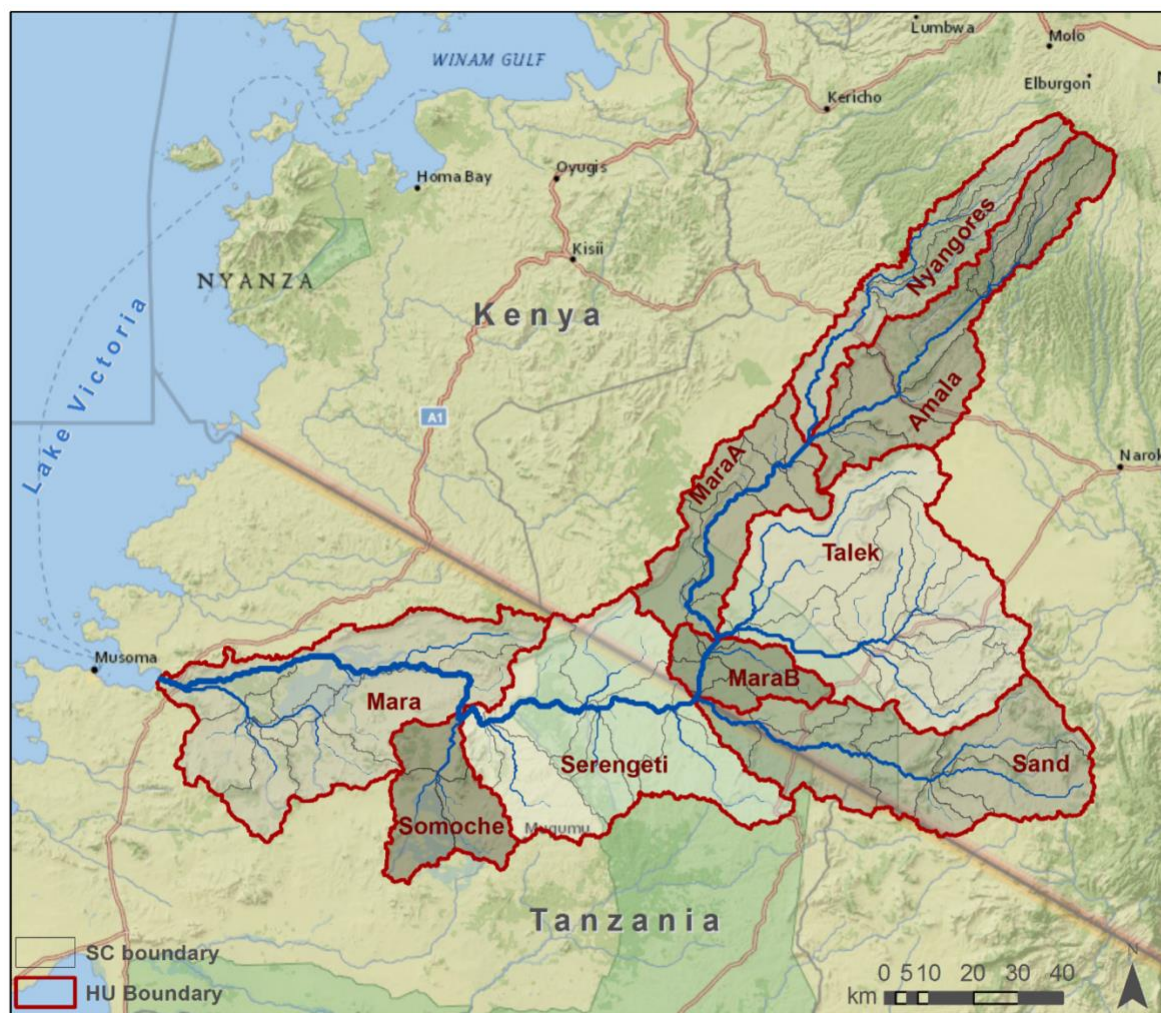 Lumbwa
Molo
WINAM GULF
Elburgon
N
Kericho
Oyugis
Homa Bay
Nyangores
Kisii
NYANZA
Kenya
Lake Victoria
Amala
A1
MaraA
Narok
Talek
Musoma
MaraB
Mara
Serengeti
Sand
Somoche
Mugumu
Tanzania
SC boundary
HU Boundary
N
0 5 10 20 30 40
km